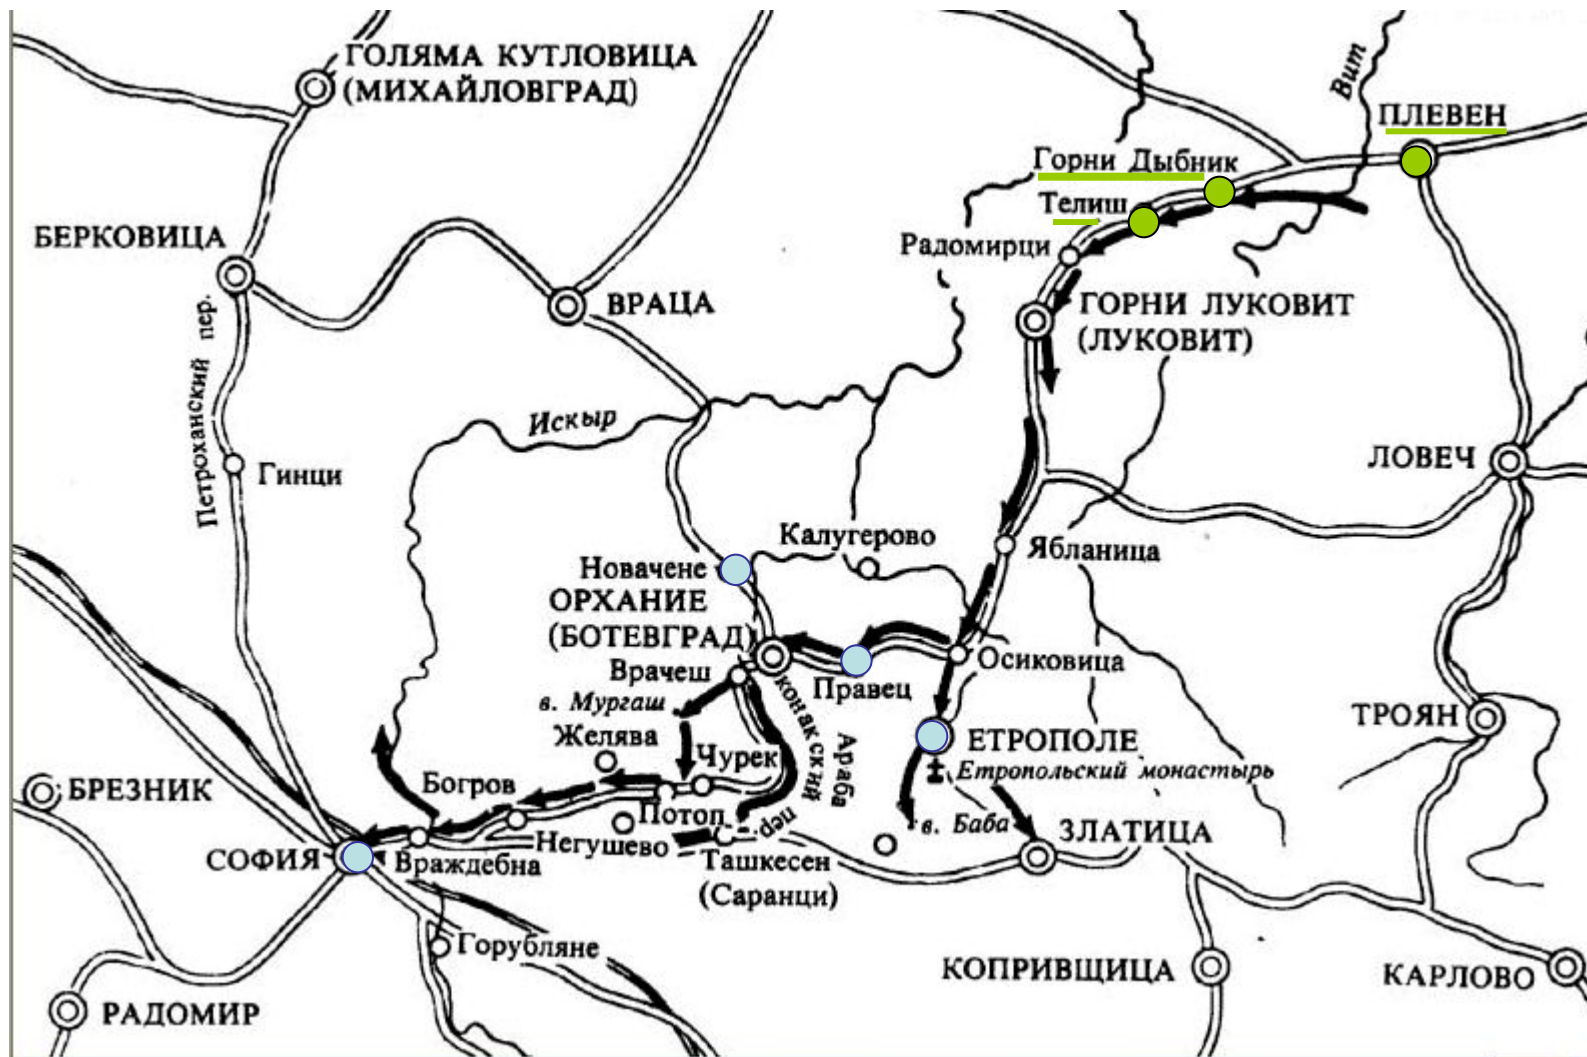 ГОЛЯМА КУТЛОВИЦА
(МИХАЙЛОВГРАД)
Вит
ПЛЕВЕН
Горни Дыбник
Телиш
Радомирци
БЕРКОВИЦА
ВРАЦА
ГОРНИ ЛУКОВИТ
(ЛУКОВИТ)
Петроханский пер.
Искыр
Гинци
ЛОВЕЧ
Калугерово
Ябланица
Новачене
ОРХАНИЕ
(БОТЕВГРАД)
Врачеш
Осиковица
Правец
в. Мургаш
Араба
конакский
пер.
Желява
Чурек
ТРОЯН
ЕТРОПОЛЕ
Етропольский монастырь
БРЕЗНИК
Богров
Потоп
в. Баба
ЗЛАТИЦА
СОФИЯ
Враждебна
Негушево
Ташкесен
(Саранци)
Горубляне
КОПРИВЩИЦА
КАРЛОВО
РАДОМИР